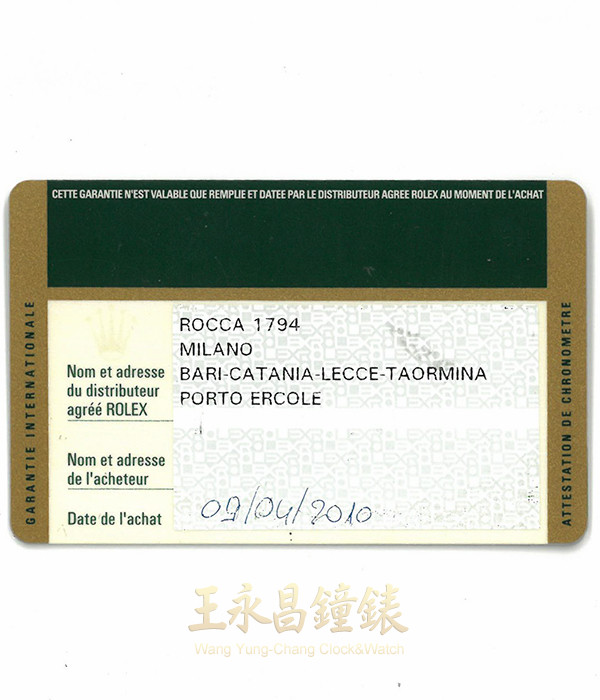 CETTE GARANTIE N'EST VALABLE QUE REMPLIE ET DATEE PAR LE DISTRIBUTEUR AGREE ROLEX AU MOMENT DE L'ACHAT
GARANTIE INTERNATIONALE
Nom et adresse
du distributeur
agréé ROLEX
ROCCA 1794
MILANO
BARI-CATANIA-LECCE-TAORMINA
PORTO ERCOLE
Nom et adresse
de l'acheteur
Date de l'achat
09/04/2010
ATTESTATION DE CHRONOMETRE
王永昌鐘錶
Wang Yung-Chang Clock&Watch